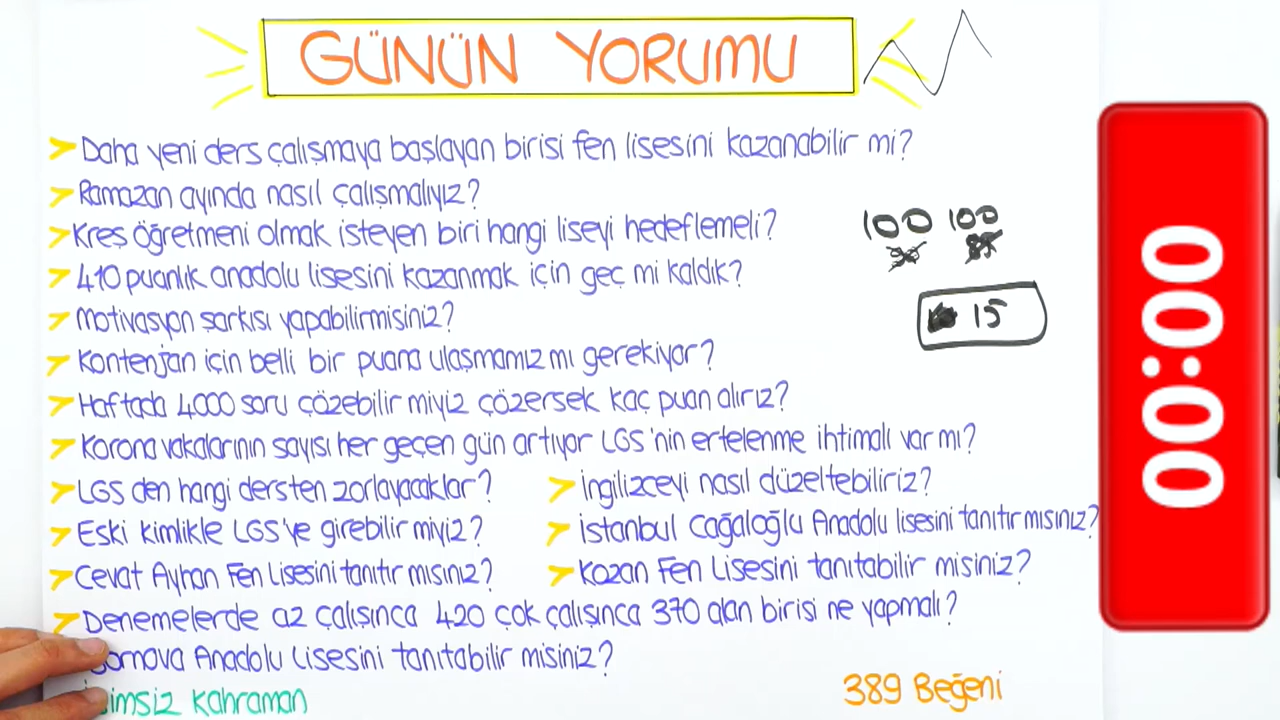 GÜNÜN YORUMU
Daha yeni ders çalışmaya başlayan birisi fen lisesini kazanabilir mi?
Ramazan ayında nasıl çalışmalıyız?
Kreş öğretmeni olmak isteyen biri hangi liseyi hedeflemeli?
100 100
410 puanlık anadolu lisesini kazanmak için geç mi kaldık?
15
Motivasyon şarkısı yapabilirmisiniz?
Kontenjan için belli bir puana ulaşmamız mı gerekiyor?
Haftada 4000 soru çözebilir miyiz çözersek kaç puan alırız?
Korona vakalarının sayısı her geçen gün artıyor LGS'nin ertelenme ihtimali var mı?
LGS den hangi dersten zorlayacaklar?
İngilizceyi nasıl düzeltebiliriz?
Eski kimlikle LGS'ye girebilir miyiz?
İstanbul Cağaloğlu Anadolu lisesini tanıtır mısınız?
Cevat Ayhan Fen Lisesini tanıtır mısınız?
Kazan Fen Lisesini tanıtabilir misiniz?
Denemelerde az çalışınca 420 çok çalışınca 370 alan birisi ne yapmalı?
Anadolu Lisesini tanıtabilir misiniz?
Kahraman
389 Beğeni
00:00